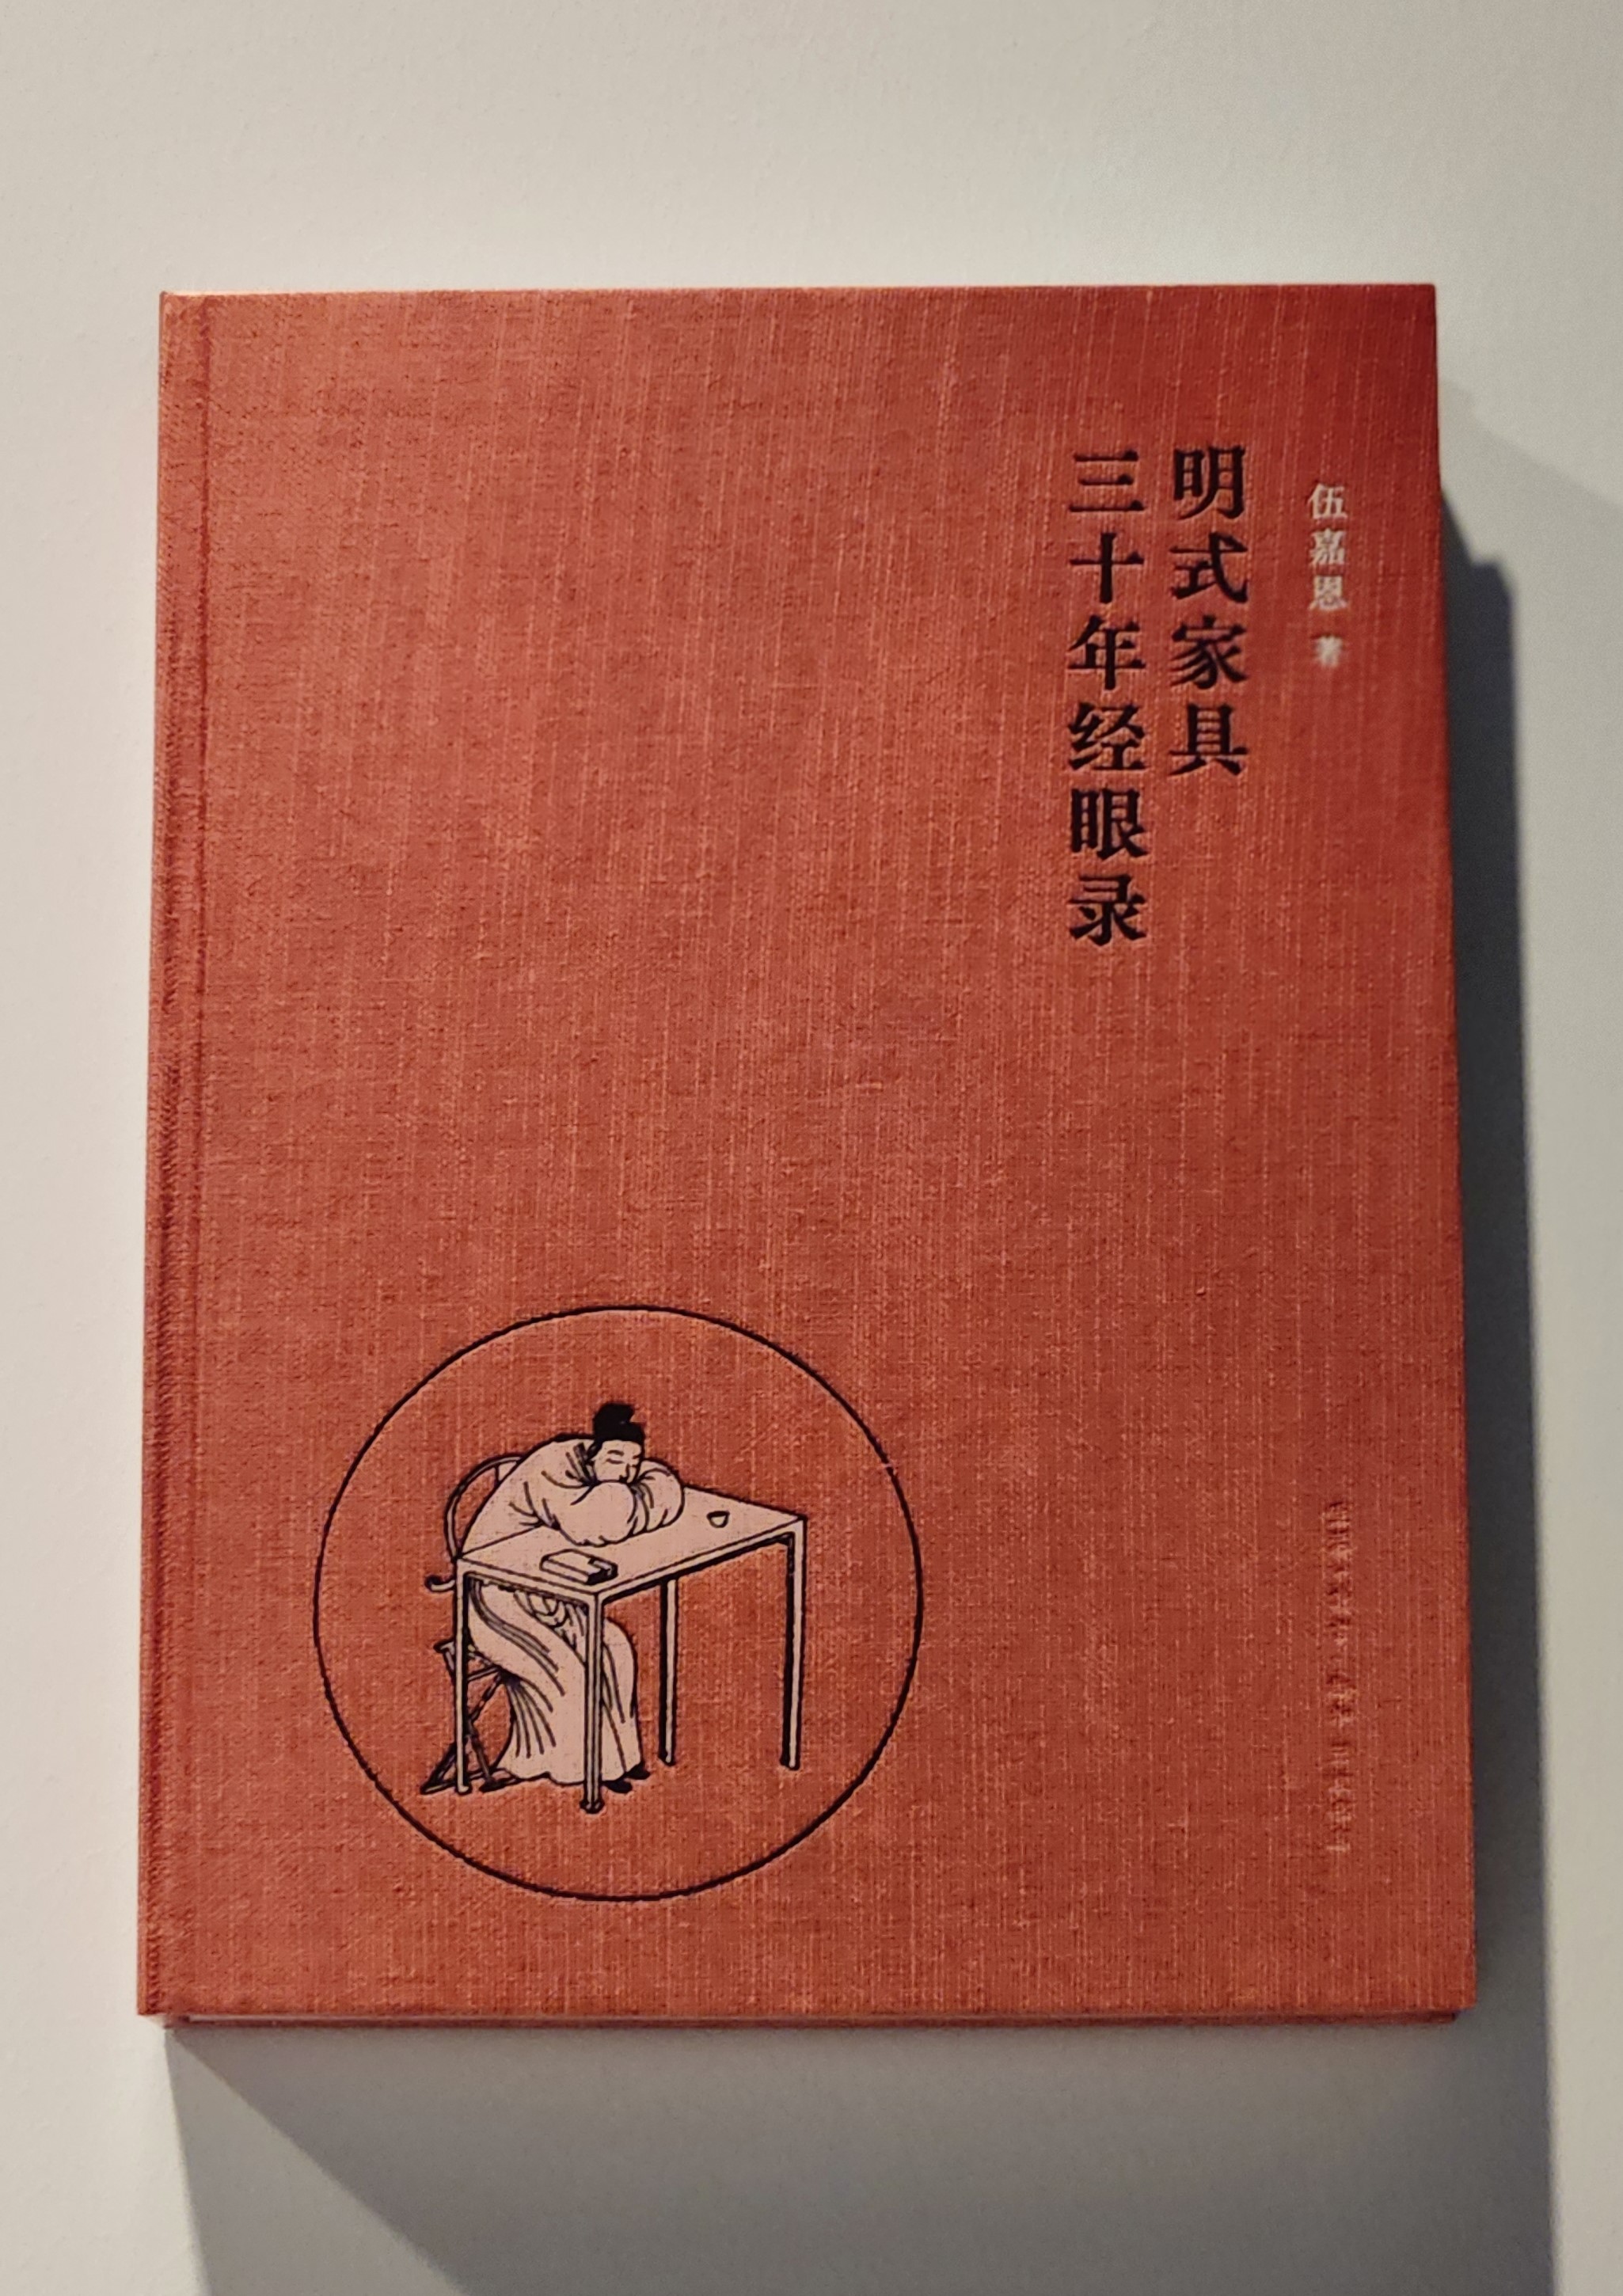 伍嘉恩 著
明式家具
三十年经眼录